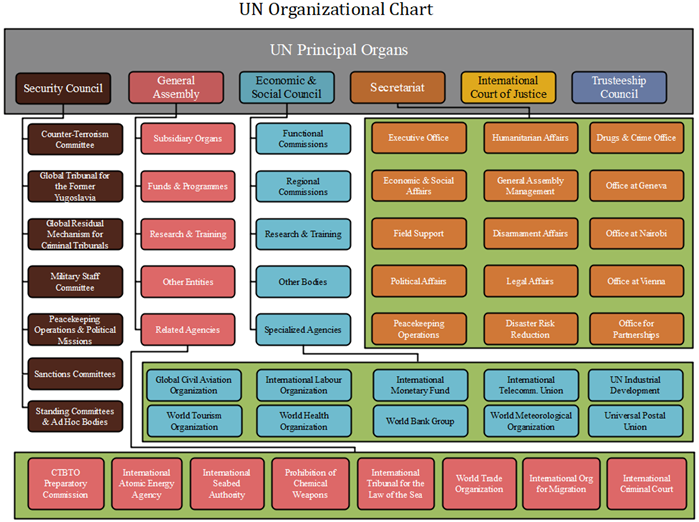 UN Organizational Chart
UN Principal Organs
Security Council
General
Assembly
Economic &
Social Council
Secretariat
International
Court of Justice
Trusteeship
Council
Counter-Terrorism
Committee
Global Tribunal
for the Former
Yugoslavia
Global Residual
Mechanism for
Criminal Tribunals
Military Staff
Committee
Peacekeeping
Operations & Political
Missions
Sanctions Committees
Standing Committees
& Ad Hoc Bodies
Subsidiary Organs
Funds & Programmes
Research & Training
Other Entities
Related Agencies
Functional
Commissions
Regional
Commissions
Research & Training
Other Bodies
Specialized Agencies
Executive Office
Humanitarian Affairs
Drugs & Crime Office
Economic & Social
Affairs
General Assembly
Management
Office at Geneva
Field Support
Disarmament Affairs
Office at Nairobi
Political Affairs
Legal Affairs
Office at Vienna
Peacekeeping
Operations
Disaster Risk
Reduction
Office for
Partnerships
Global Civil Aviation
Organization
International Labour
Organization
International
Monetary Fund
International
Telecomm. Union
UN Industrial
Development
World Tourism
Organization
World Health
Organization
World Bank Group
World Meteorological
Organization
Universal Postal
Union
CTBTO
Preparatory
Commission
International
Atomic Energy
Agency
International
Seabed
Authority
Prohibition of
Chemical
Weapons
International
Tribunal for the
Law of the Sea
World Trade
Organization
International Org
for Migration
International
Criminal Court